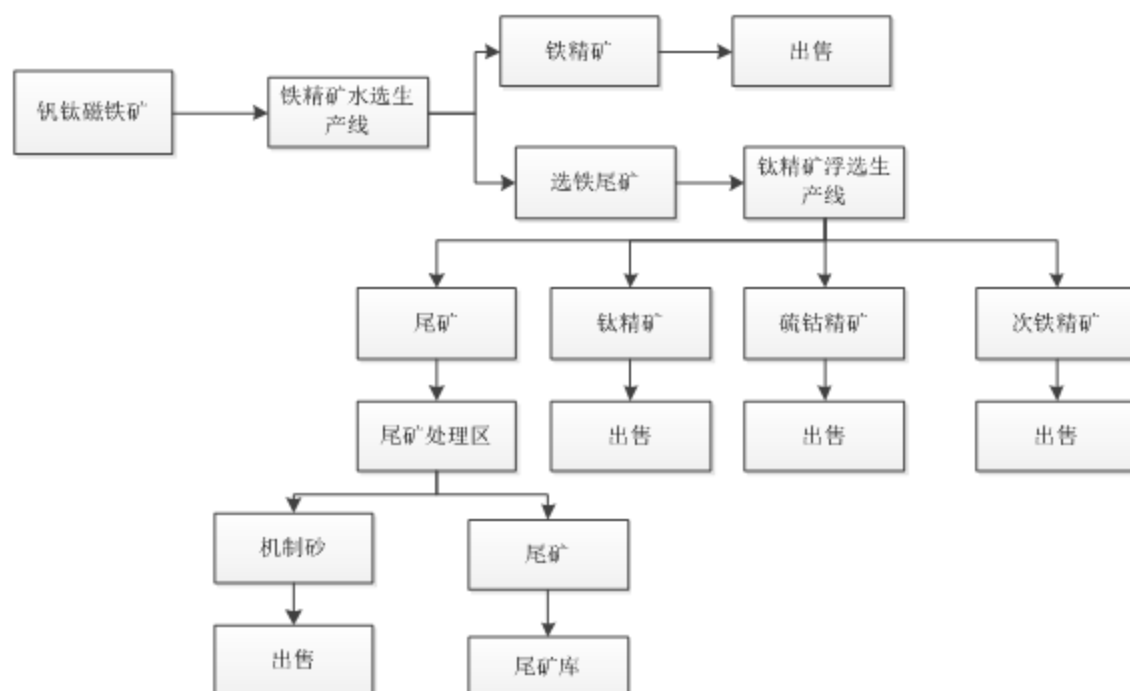 铁精矿
出售
钒钛磁铁矿
铁精矿水选生
产线
选铁尾矿
钛精矿浮选生
产线
尾矿
钛精矿
硫钴精矿
次铁精矿
尾矿处理区
出售
出售
出售
机制砂
尾矿
出售
尾矿库